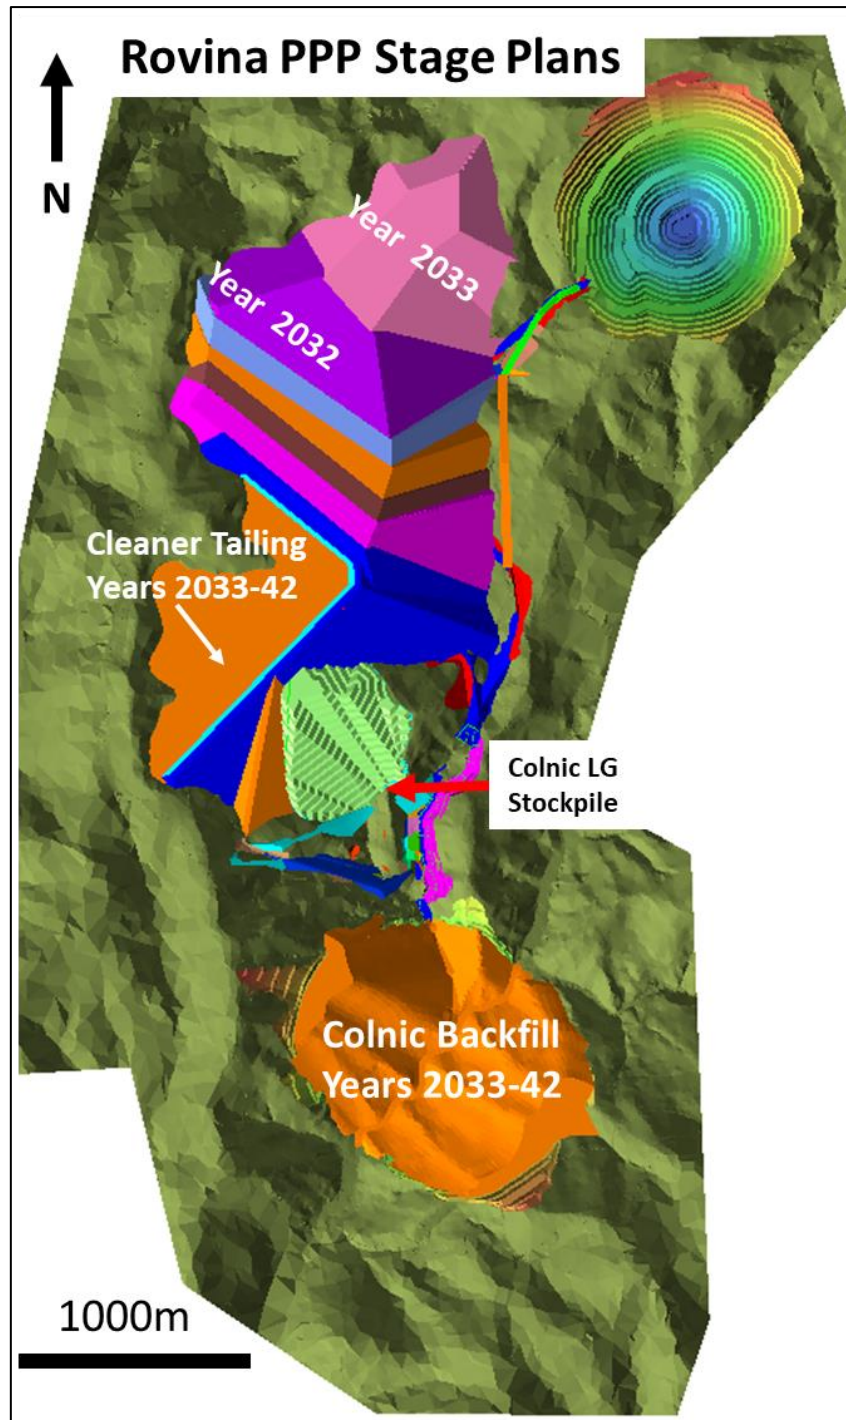 Rovina PPP Stage Plans
N
Year 2033
Year 2032
Cleaner Tailing
Years 2033-42
Colnic LG
Stockpile
Colnic Backfill
Years 2033-42
1000m